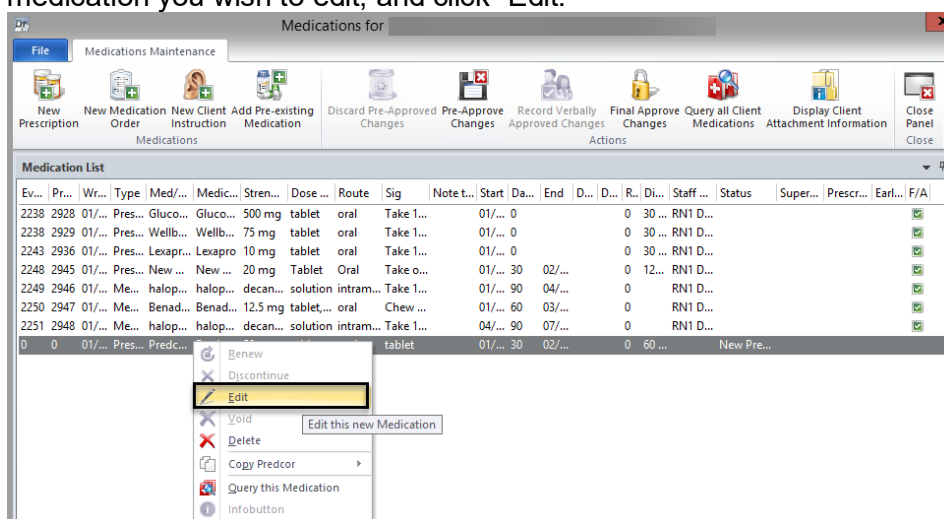 medication you wish to edit, and click "Edit."
Medications for
File Medications Maintenance
New Prescription
New Medication Order
New Client Instruction
Add Pre-existing Medication
Discard Pre-Approved Changes
Pre-Approve Changes
Record Verbally Approved Changes
Final Approve Changes
Query all Client Medications
Display Client Attachment Information
Close Panel
Medications Actions Close
Medication List
Ev... Pr... Wr... Type Med/... Medic... Stren... Dose ... Route Sig Note t... Start Da... End D... D... R.. Di... Staff ... Status Super... Prescr... Earl... F/A
2238 2928 01/... Pres... Gluco... Gluco... 500 mg tablet oral Take 1... 01/... 0 0 30 ... RN1 D...
2238 2929 01/... Pres... Wellb... Wellb... 75 mg tablet oral Take 1... 01/... 0 0 30 ... RN1 D...
2243 2936 01/... Pres... Lexapr... Lexapro 10 mg tablet oral Take 1... 01/... 0 0 30 ... RN1 D...
2248 2945 01/... Pres... New ... New ... 20 mg Tablet Oral Take o... 01/... 30 02/... 0 12... RN1 D...
2249 2946 01/... Me... halop... halop... decan... solution intram... Take 1... 01/... 90 04/... 0 RN1 D...
2250 2947 01/... Me... Benad... Benad... 12.5 mg tablet,... oral Chew ... 01/... 60 03/... 0 RN1 D...
2251 2948 01/... Me... halop... halop... decan... solution intram... Take 1... 04/... 90 07/... 0 RN1 D...
0 0 01/... Pres... Predc... tablet 01/... 30 02/... 0 60 ... New Pre...
Renew
Discontinue
Edit
Void
Edit this new Medication
Delete
Copy Predcor
Query this Medication
Infobutton